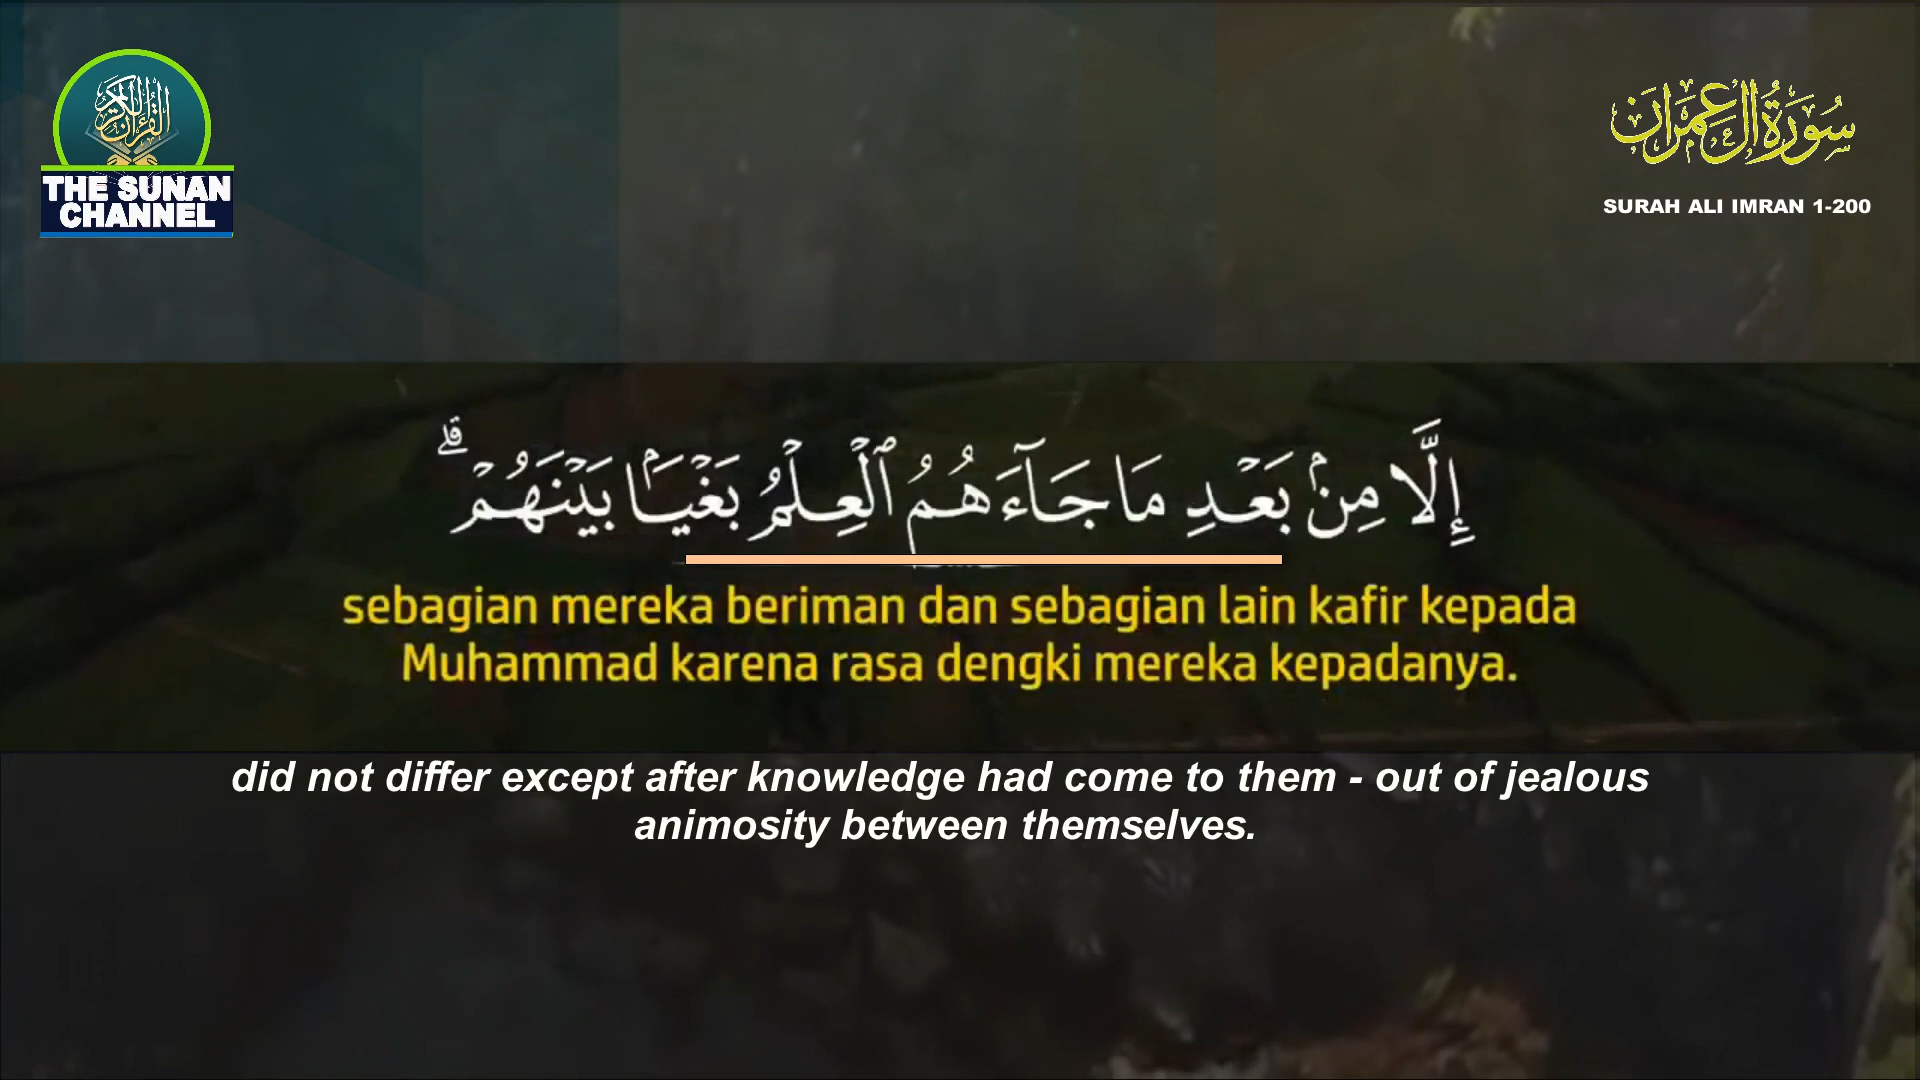 القرآن الكريم
THE SUNAN
CHANNEL
سُورَةُ اٰلِ عِمْرَان
SURAH ALI IMRAN 1-200
إِلَّا مِنۢ بَعْدِ مَا جَآءَهُمُ ٱلْعِلْمُ بَغْيَۢا بَيْنَهُمْ ۗ
sebagian mereka beriman dan sebagian lain kafir kepada
Muhammad karena rasa dengki mereka kepadanya.
did not differ except after knowledge had come to them - out of jealous
animosity between themselves.